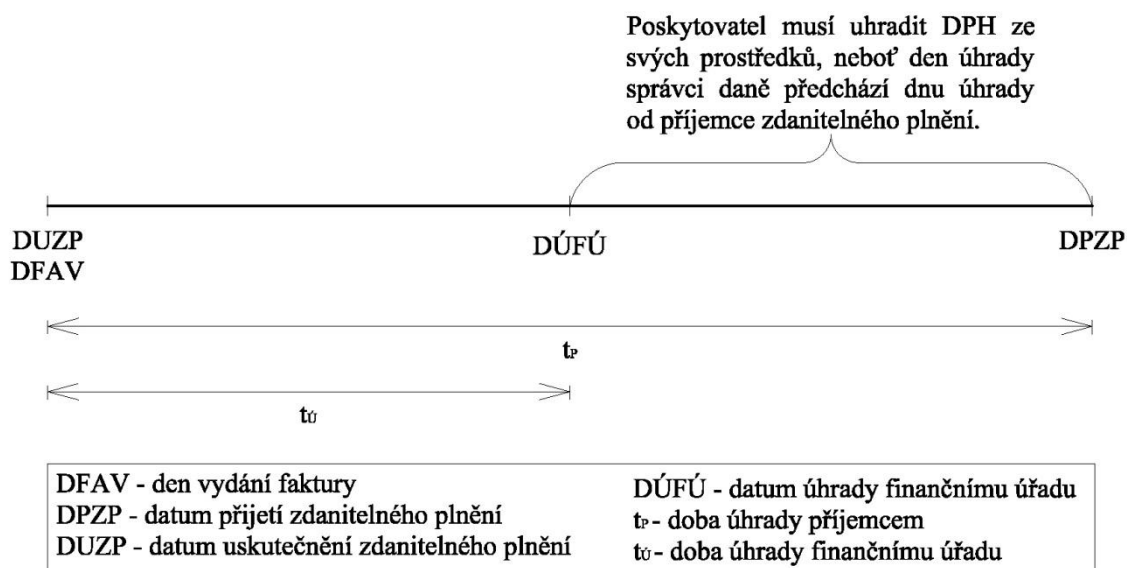 Poskytovatel musí uhradit DPH ze
svých prostředků, neboť den úhrady
správci daně předchází dnu úhrady
od příjemce zdanitelného plnění.
DUZP
DFAV
DÚFÚ
DPZP
tP
tÚ
DFAV - den vydání faktury
DPZP - datum přijetí zdanitelného plnění
DUZP - datum uskutečnění zdanitelného plnění
DÚFÚ - datum úhrady finančnímu úřadu
tP - doba úhrady příjemcem
tÚ - doba úhrady finančnímu úřadu